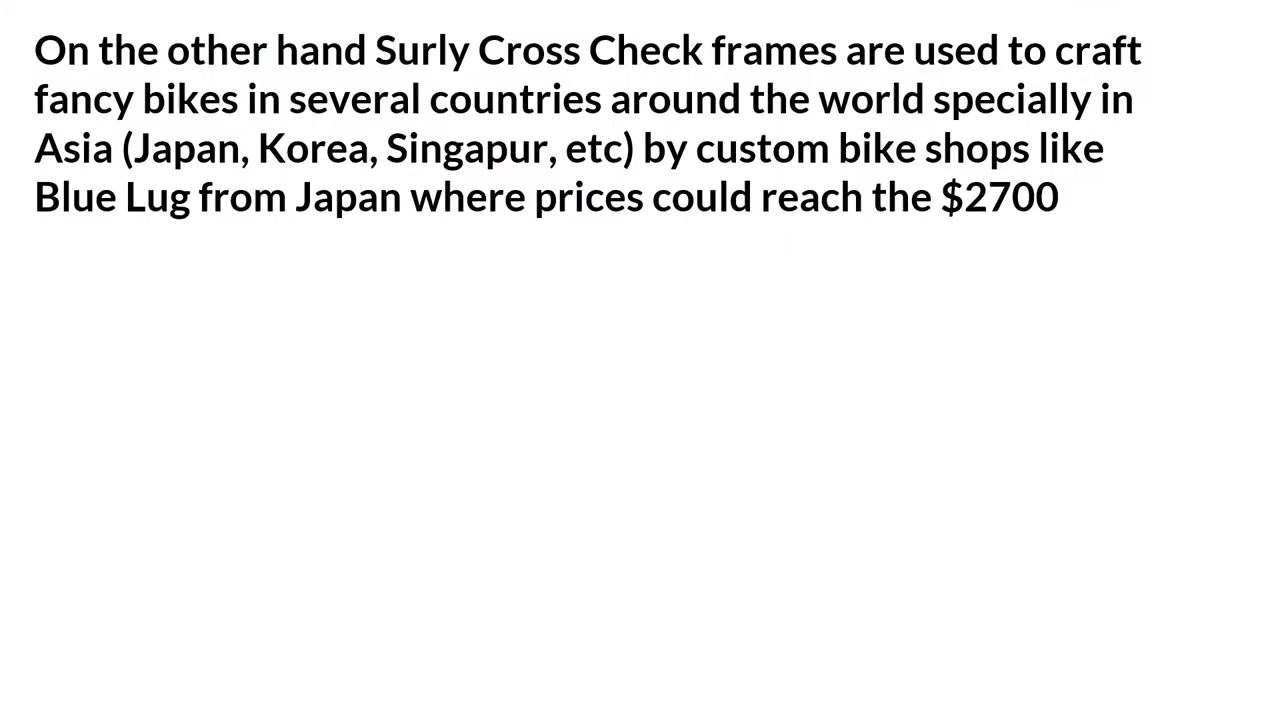 On the other hand Surly Cross Check frames are used to craft
fancy bikes in several countries around the world specially in
Asia (Japan, Korea, Singapur, etc) by custom bike shops like
Blue Lug from Japan where prices could reach the $2700